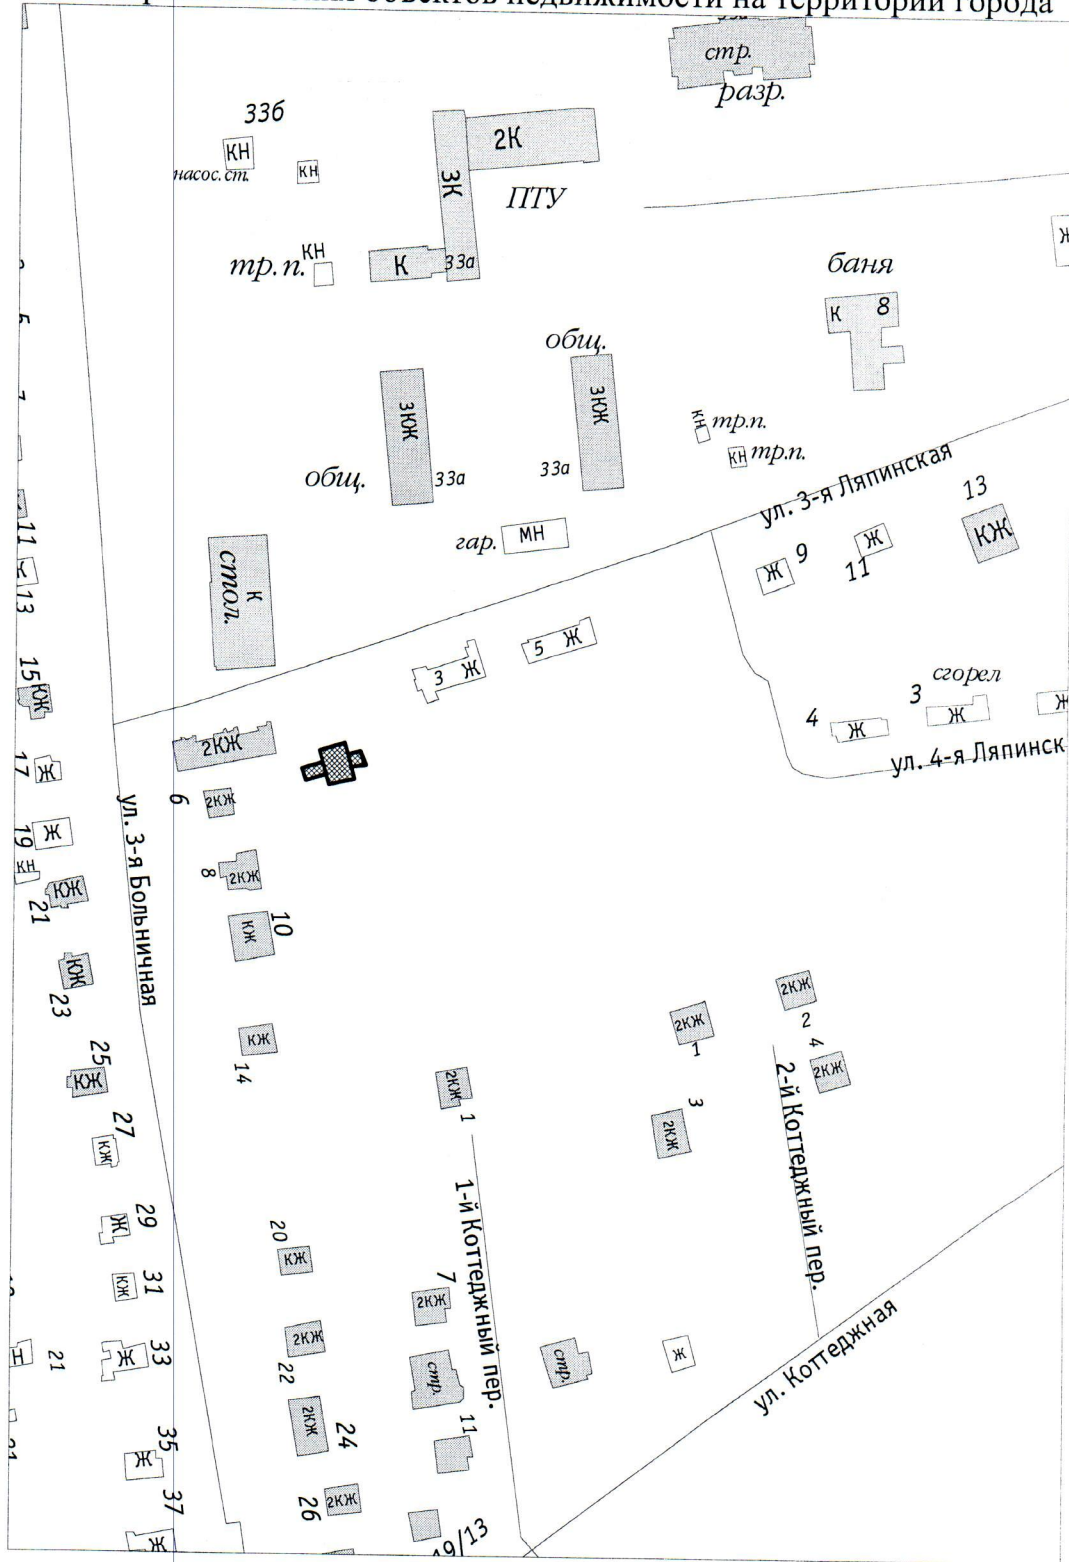 объектов недвижимости на территории города
33а
стр.
разр.
33б
КН
насос. ст.
КН
2К
3К
ПТУ
КН
тр. п.
К
33а
баня
К
8
Ж
5
7
общ.
общ.
3КЖ
3КЖ
33а
33а
КН
тр.п.
КН
тр.п.
ул. 3-я Ляпинская
13
КЖ
гар.
МН
9
Ж
11
Ж
К
стол.
11
13
3
Ж
5
Ж
15
КЖ
сгорел
3
Ж
4
Ж
Ж
ул. 4-я Ляпинск
2КЖ
17
Ж
6
2КЖ
ул. 3-я Больничная
19
Ж
КН
21
КЖ
8
2КЖ
10
КЖ
23
КЖ
14
КЖ
25
КЖ
2КЖ
1
2КЖ
1
2КЖ
2
4
2КЖ
3
2КЖ
2-й Коттеджный пер.
1-й Коттеджный пер.
27
КЖ
29
Ж
31
КЖ
33
Ж
Н
21
20
КЖ
22
2КЖ
7
2КЖ
стр.
стр.
Ж
ул. Коттеджная
24
2КЖ
11
35
Ж
37
Ж
26
2КЖ
19/13